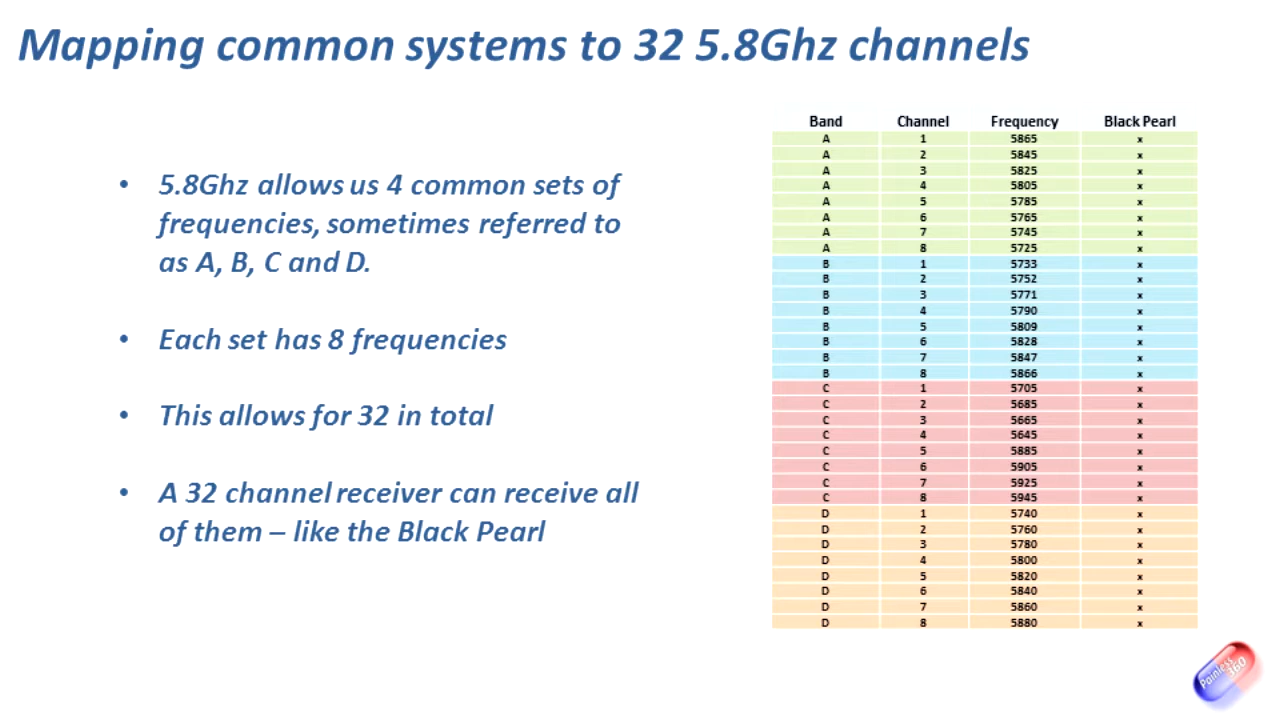 Mapping common systems to 32 5.8Ghz channels
• 5.8Ghz allows us 4 common sets of
frequencies, sometimes referred to
as A, B, C and D.
• Each set has 8 frequencies
• This allows for 32 in total
• A 32 channel receiver can receive all
of them – like the Black Pearl
Band Channel Frequency Black Pearl
A 1 5865 x
A 2 5845 x
A 3 5825 x
A 4 5805 x
A 5 5785 x
A 6 5765 x
A 7 5745 x
A 8 5725 x
B 1 5733 x
B 2 5752 x
B 3 5771 x
B 4 5790 x
B 5 5809 x
B 6 5828 x
B 7 5847 x
B 8 5866 x
C 1 5705 x
C 2 5685 x
C 3 5665 x
C 4 5645 x
C 5 5885 x
C 6 5905 x
C 7 5925 x
C 8 5945 x
D 1 5740 x
D 2 5760 x
D 3 5780 x
D 4 5800 x
D 5 5820 x
D 6 5840 x
D 7 5860 x
D 8 5880 x
Painless
360